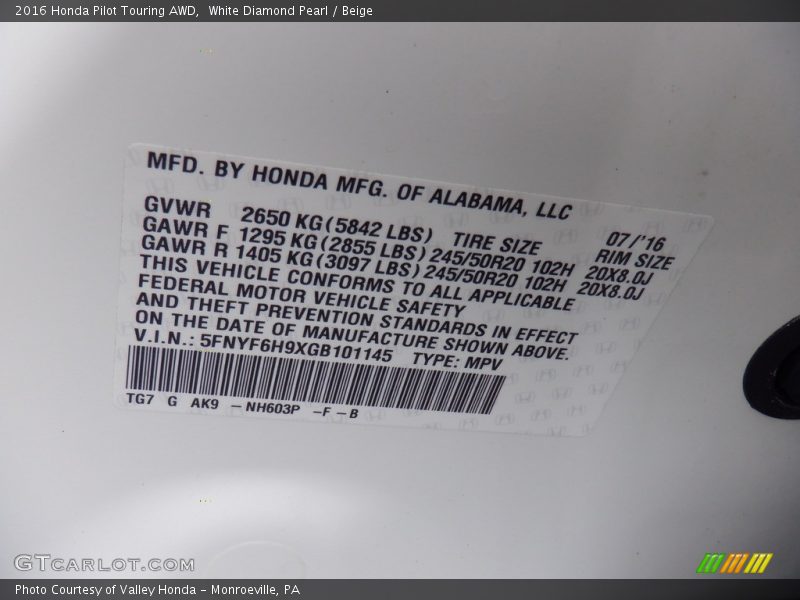 2016 Honda Pilot Touring AWD,  White Diamond Pearl / Beige
MFD. BY HONDA MFG. OF ALABAMA, LLC
07/'16
GVWR 2650 KG(5842 LBS) TIRE SIZE RIM SIZE
GAWR F 1295 KG(2855 LBS)245/50R20 102H 20X8.0J
GAWR R 1405 KG(3097 LBS)245/50R20 102H 20X8.0J
THIS VEHICLE CONFORMS TO ALL APPLICABLE
FEDERAL MOTOR VEHICLE SAFETY
AND THEFT PREVENTION STANDARDS IN EFFECT
ON THE DATE OF MANUFACTURE SHOWN ABOVE.
V.I.N.: 5FNYF6H9XGB101145 TYPE: MPV
TG7 G AK9 – NH603P –F–B
GTCARLOT.COM
Photo Courtesy of Valley Honda – Monroeville, PA